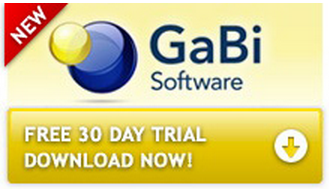 NEW
GaBi
Software
FREE 30 DAY TRIAL
DOWNLOAD NOW!